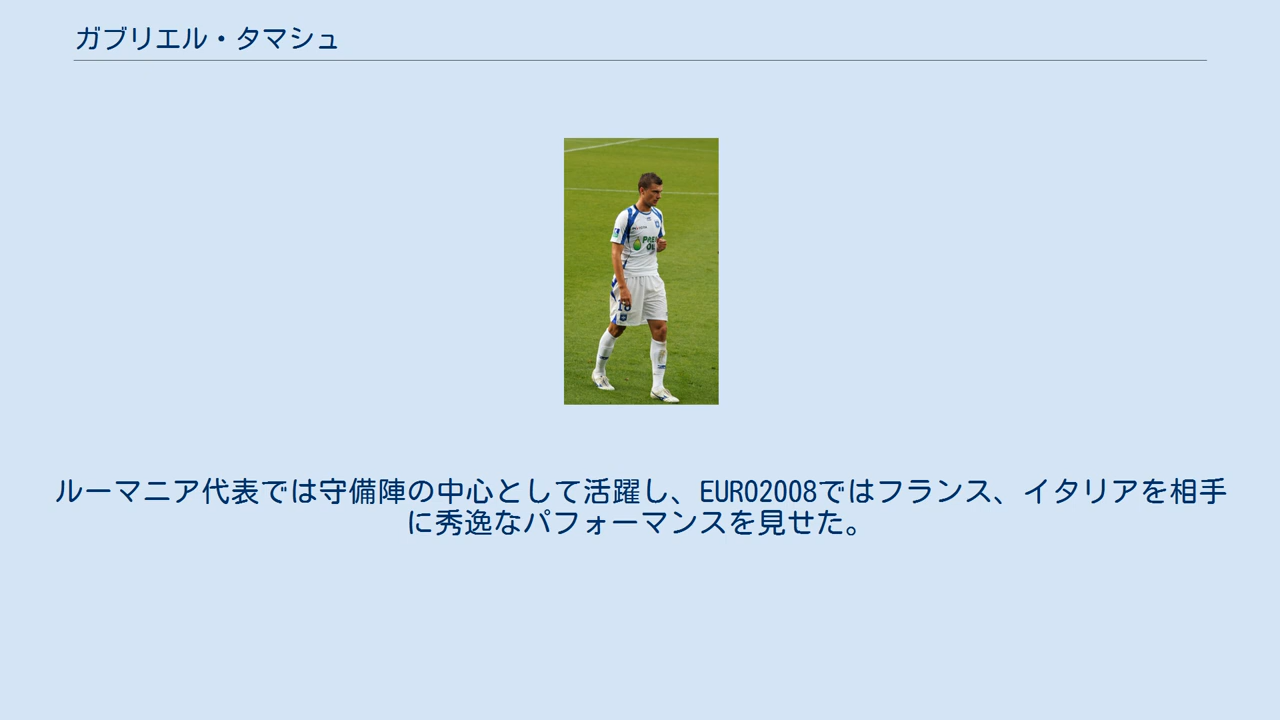 ガブリエル・タマシュ
ルーマニア代表では守備陣の中心として活躍し、EURO2008ではフランス、イタリアを相手
に秀逸なパフォーマンスを見せた。